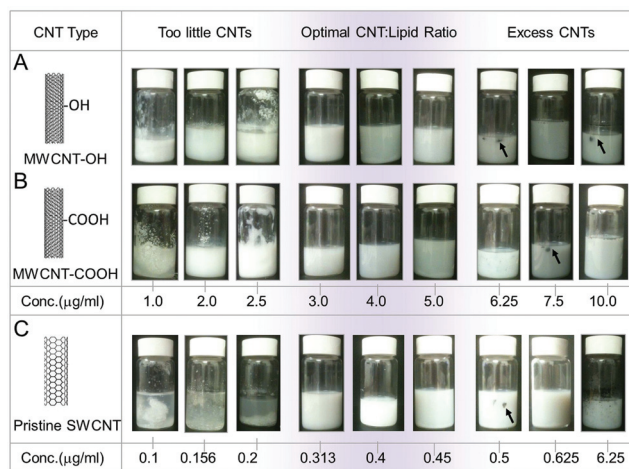 CNT Type Too little CNTs Optimal CNT:Lipid Ratio Excess CNTs
A
-OH
MWCNT-OH
B
-COOH
MWCNT-COOH
Conc.(μg/ml) 1.0 2.0 2.5 3.0 4.0 5.0 6.25 7.5 10.0
C
Pristine SWCNT
Conc.(μg/ml) 0.1 0.156 0.2 0.313 0.4 0.45 0.5 0.625 6.25